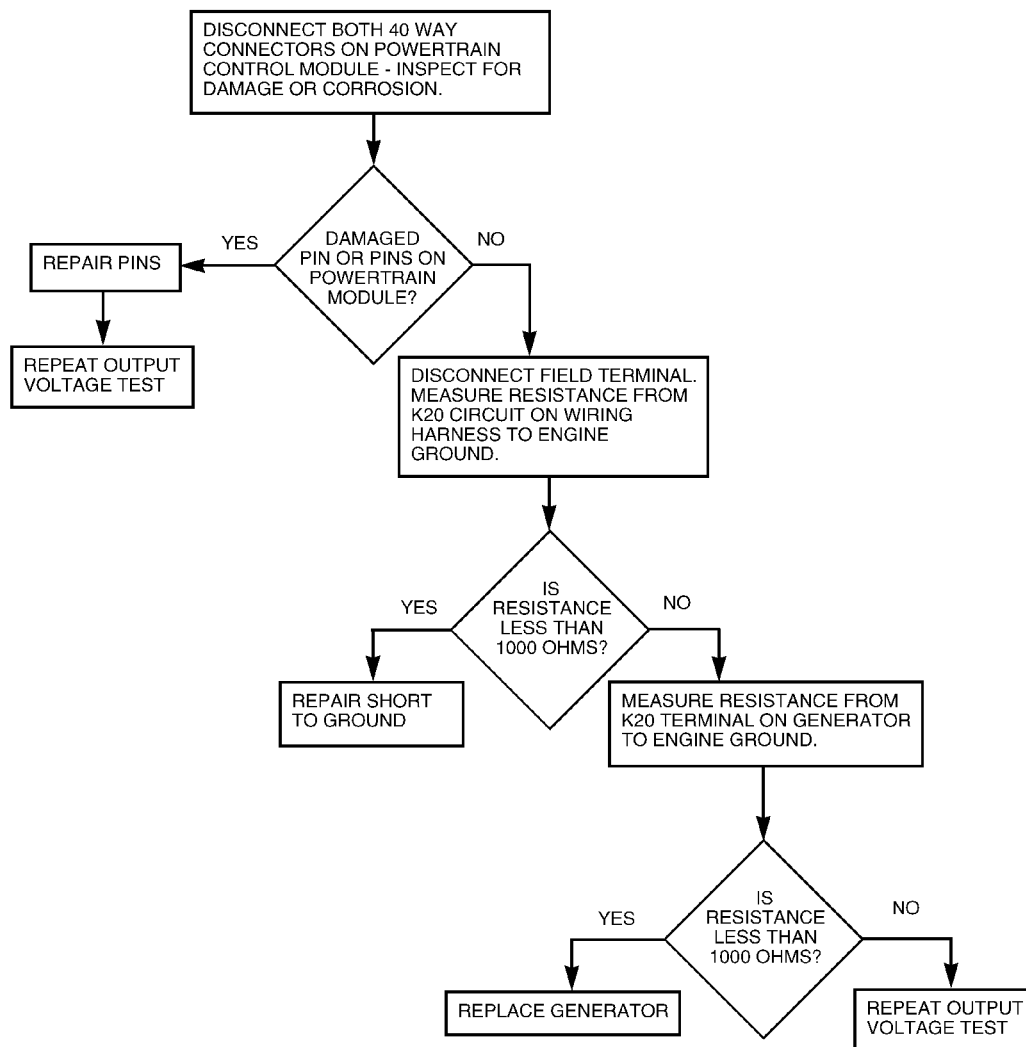 DISCONNECT BOTH 40 WAY
CONNECTORS ON POWERTRAIN
CONTROL MODULE - INSPECT FOR
DAMAGE OR CORROSION.
YES
DAMAGED
PIN OR PINS ON
POWERTRAIN
MODULE?
NO
REPAIR PINS
REPEAT OUTPUT
VOLTAGE TEST
DISCONNECT FIELD TERMINAL.
MEASURE RESISTANCE FROM
K20 CIRCUIT ON WIRING
HARNESS TO ENGINE
GROUND.
YES
IS
RESISTANCE
LESS THAN
1000 OHMS?
NO
REPAIR SHORT
TO GROUND
MEASURE RESISTANCE FROM
K20 TERMINAL ON GENERATOR
TO ENGINE GROUND.
YES
IS
RESISTANCE
LESS THAN
1000 OHMS?
NO
REPLACE GENERATOR
REPEAT OUTPUT
VOLTAGE TEST